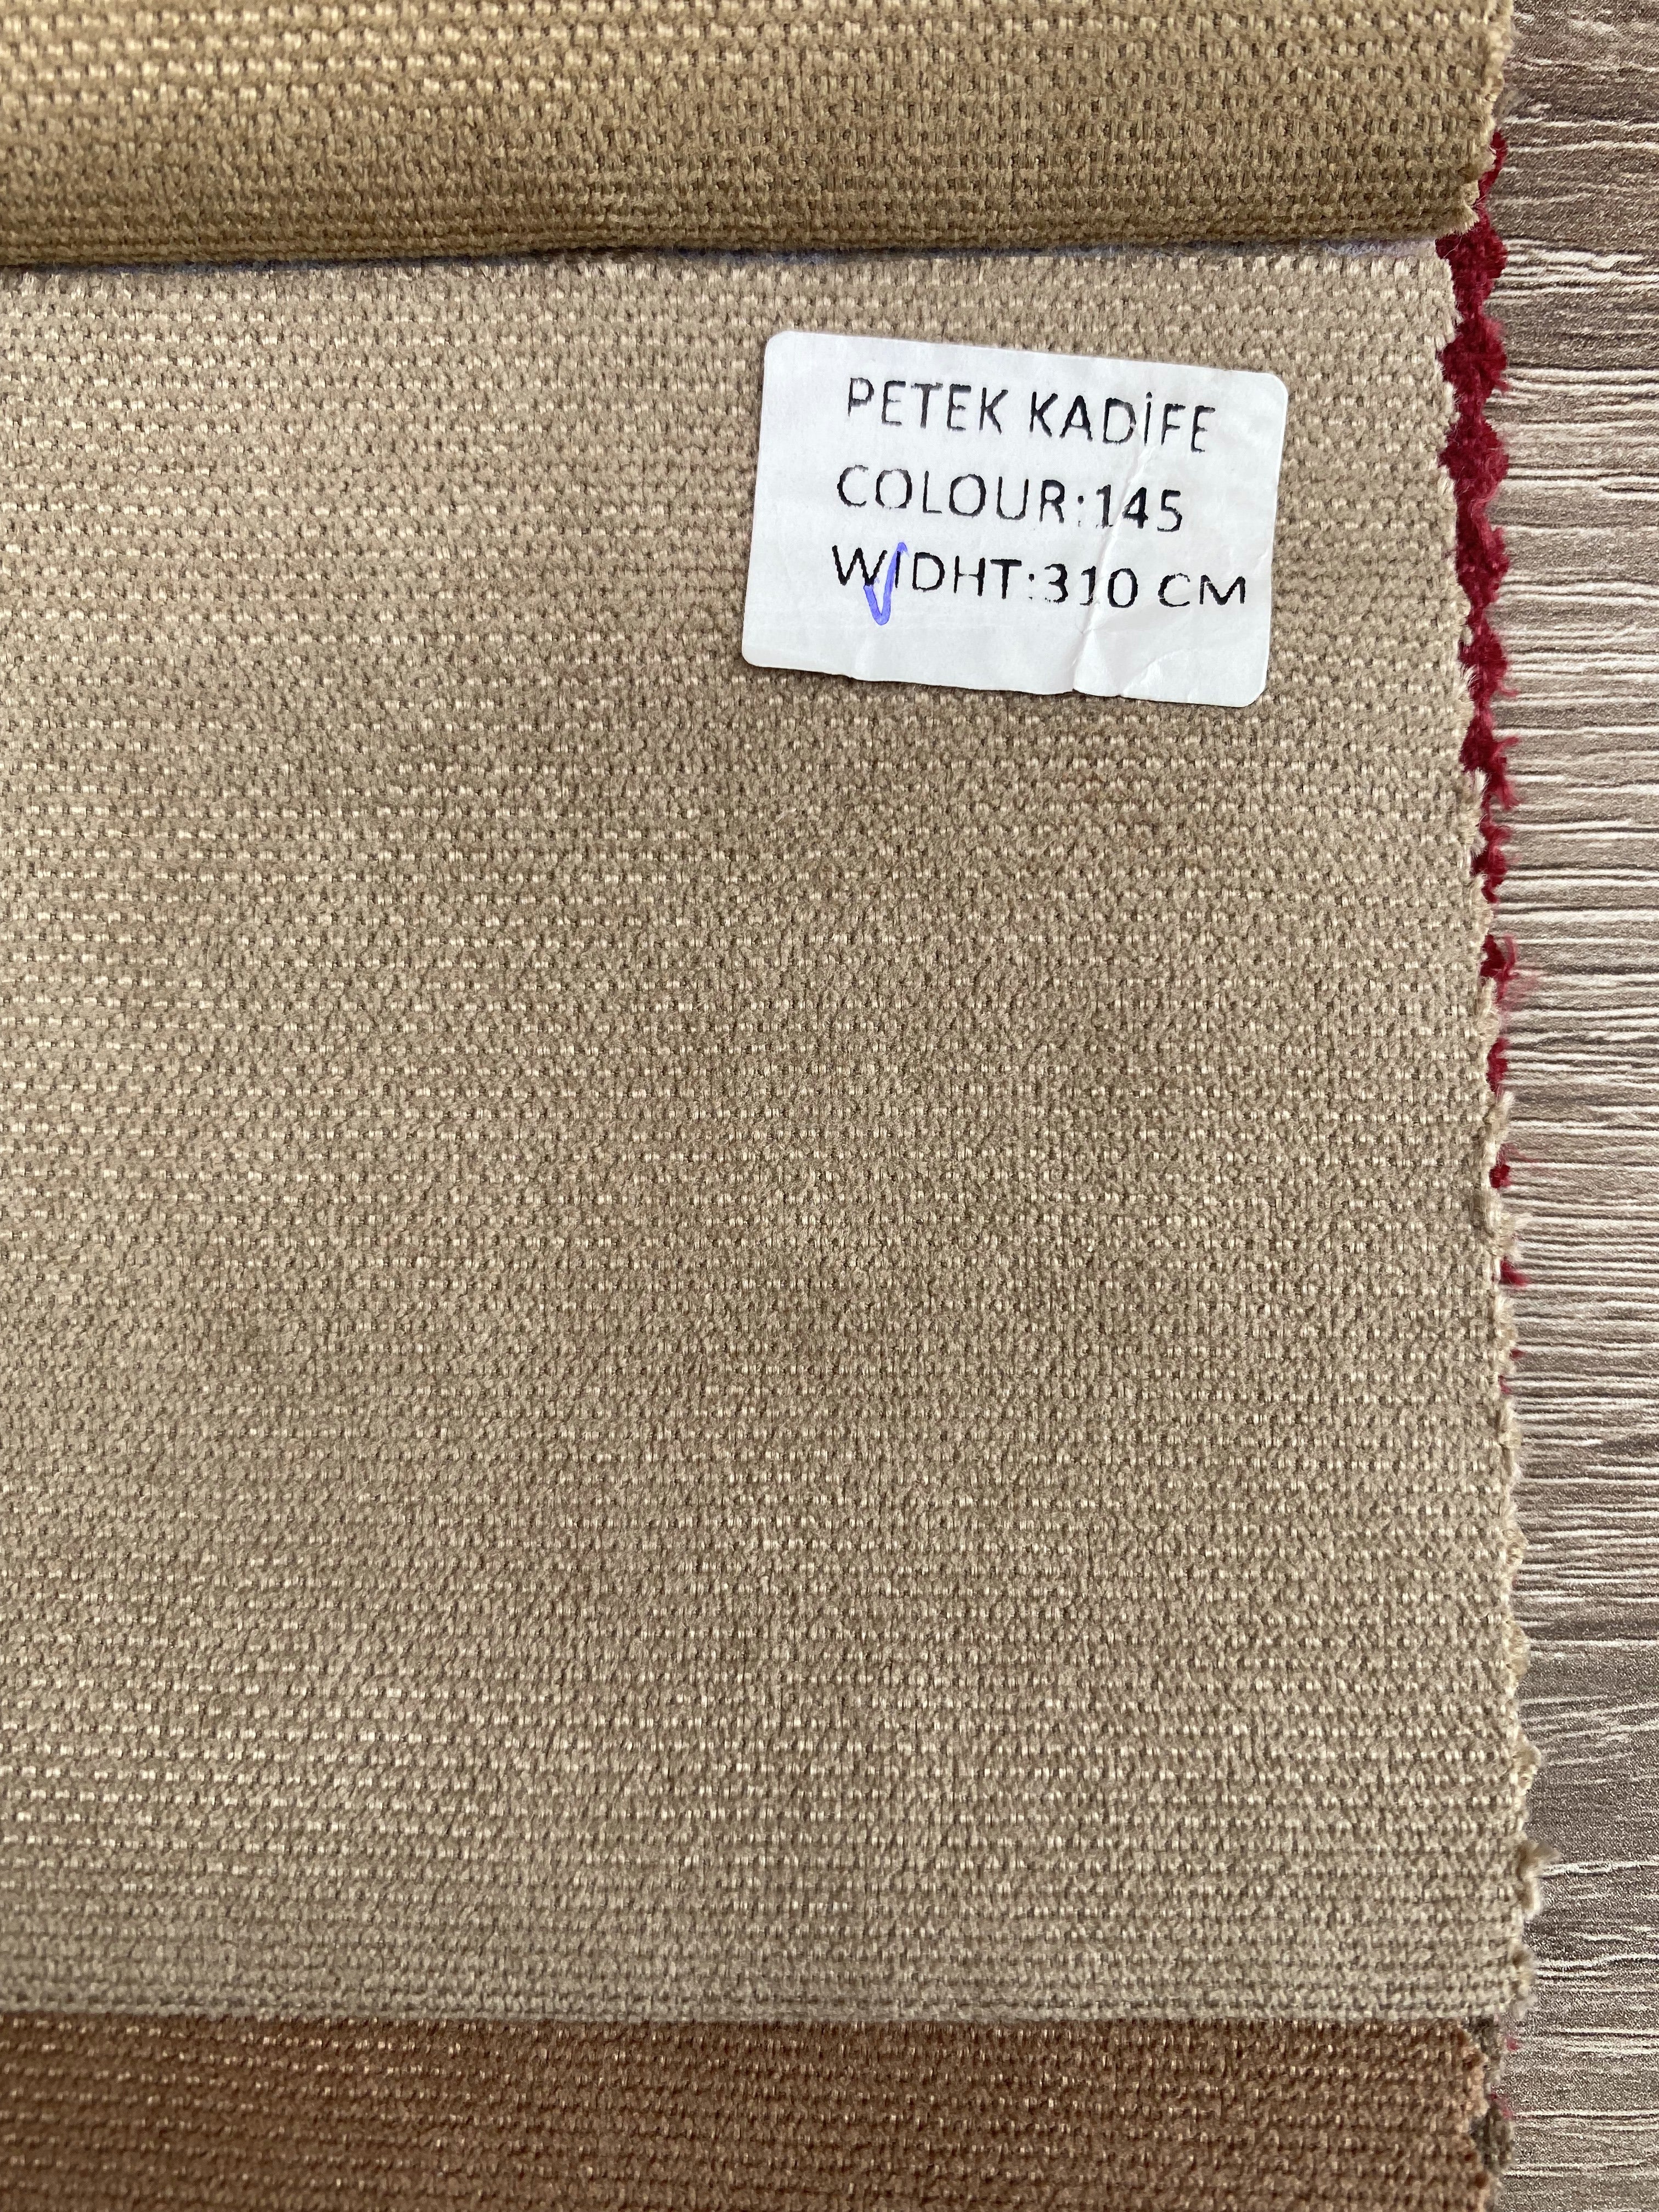 PETEK KADİFE
COLOUR:145
WIDHT:310 CM